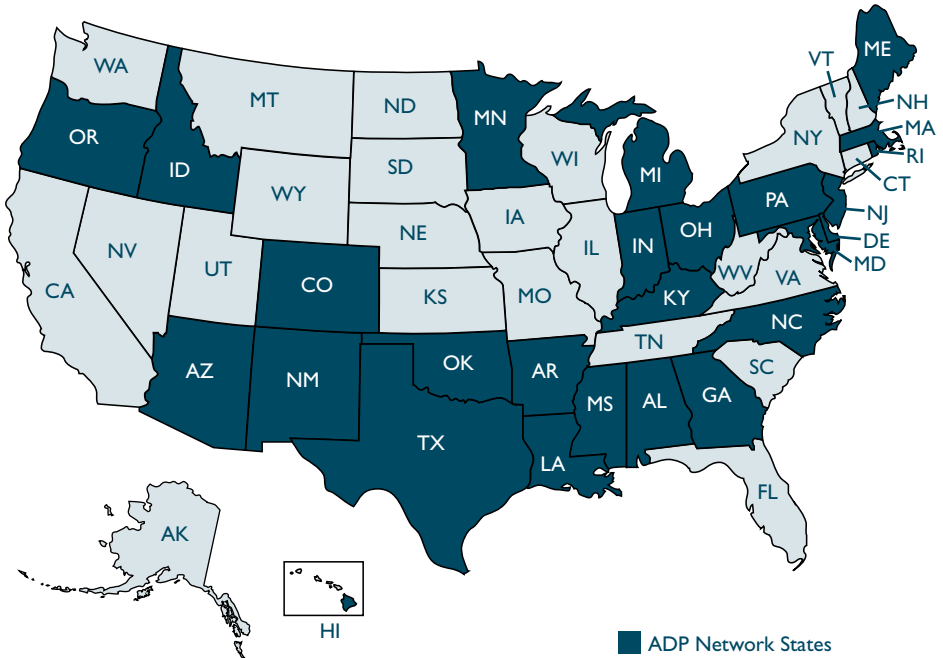 WA
MT
ND
MN
VT
ME
NH
OR
ID
WY
SD
WI
MI
NY
MA
RI
CT
NV
UT
CO
NE
IA
IL
IN
OH
PA
NJ
DE
MD
CA
KS
MO
KY
WV
VA
AZ
NM
OK
AR
TN
NC
SC
TX
LA
MS
AL
GA
FL
AK
HI
ADP Network States